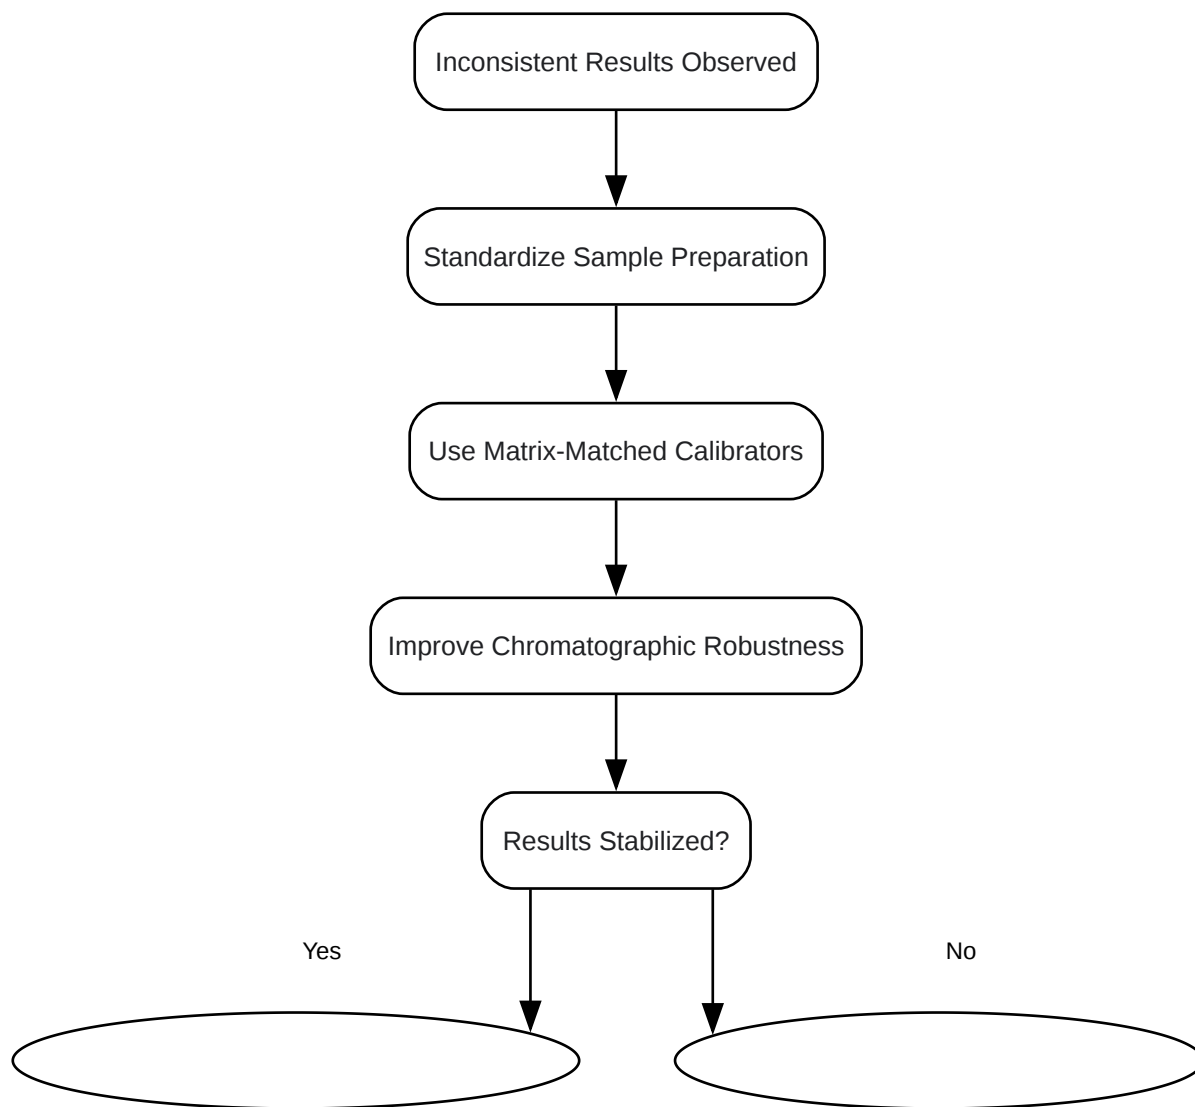 Inconsistent Results Observed
Standardize Sample Preparation
Use Matrix-Matched Calibrators
Improve Chromatographic Robustness
Results Stabilized?
Yes
No